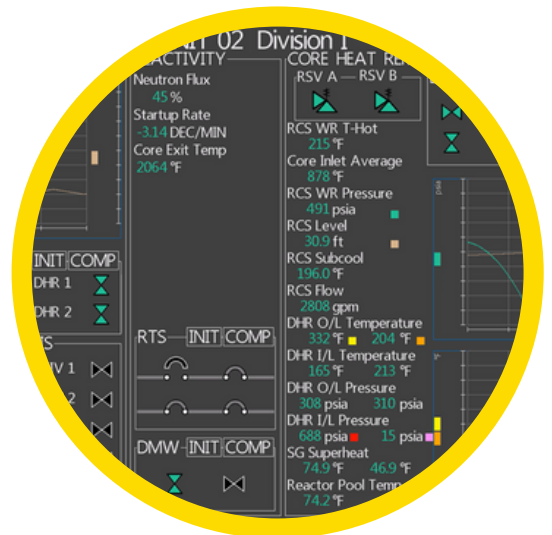 02 Division I
Neutron Flux
45 %
Startup Rate
-3.14 DEC/MIN
Core Exit Temp
2064 °F
CORE HEAT
RSV A
RSV B
RCS WR T-Hot
215 °F
Core Inlet Average
878 °F
RCS WR Pressure
491 psia
RCS Level
30.9 ft
RCS Subcool
196.0 °F
RCS Flow
2808 gpm
DHR O/L Temperature
332 °F 204 °F
DHR I/L Temperature
165 °F 213 °F
DHR O/L Pressure
308 psia 310 psia
DHR I/L Pressure
688 psia 15 psia
SG Superheat
74.9 °F 46.9 °F
Reactor Pool Temp
74.2 °F
INIT COMP
DHR 1
DHR 2
V 1
2
RTS INIT COMP
DMW INIT COMP
psia
°F